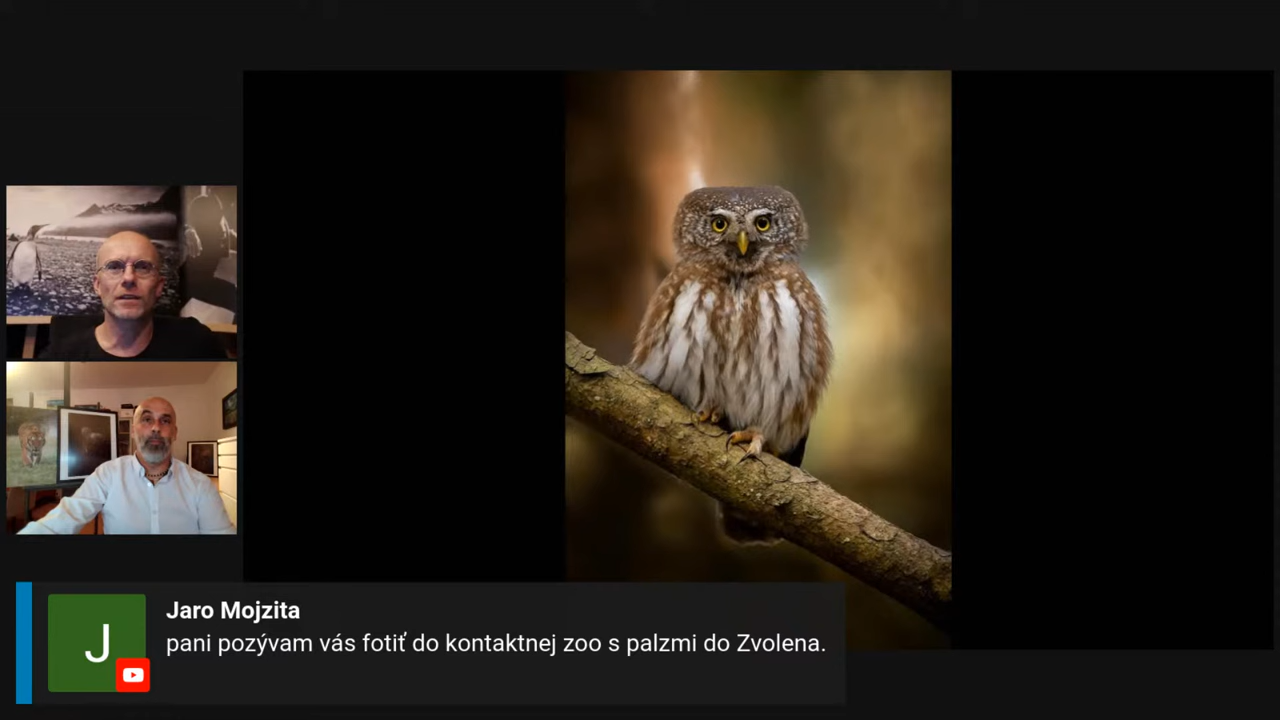 Jaro Mojzita
J
pani pozývam vás fotiť do kontaktnej zoo s palzmi do Zvolena.